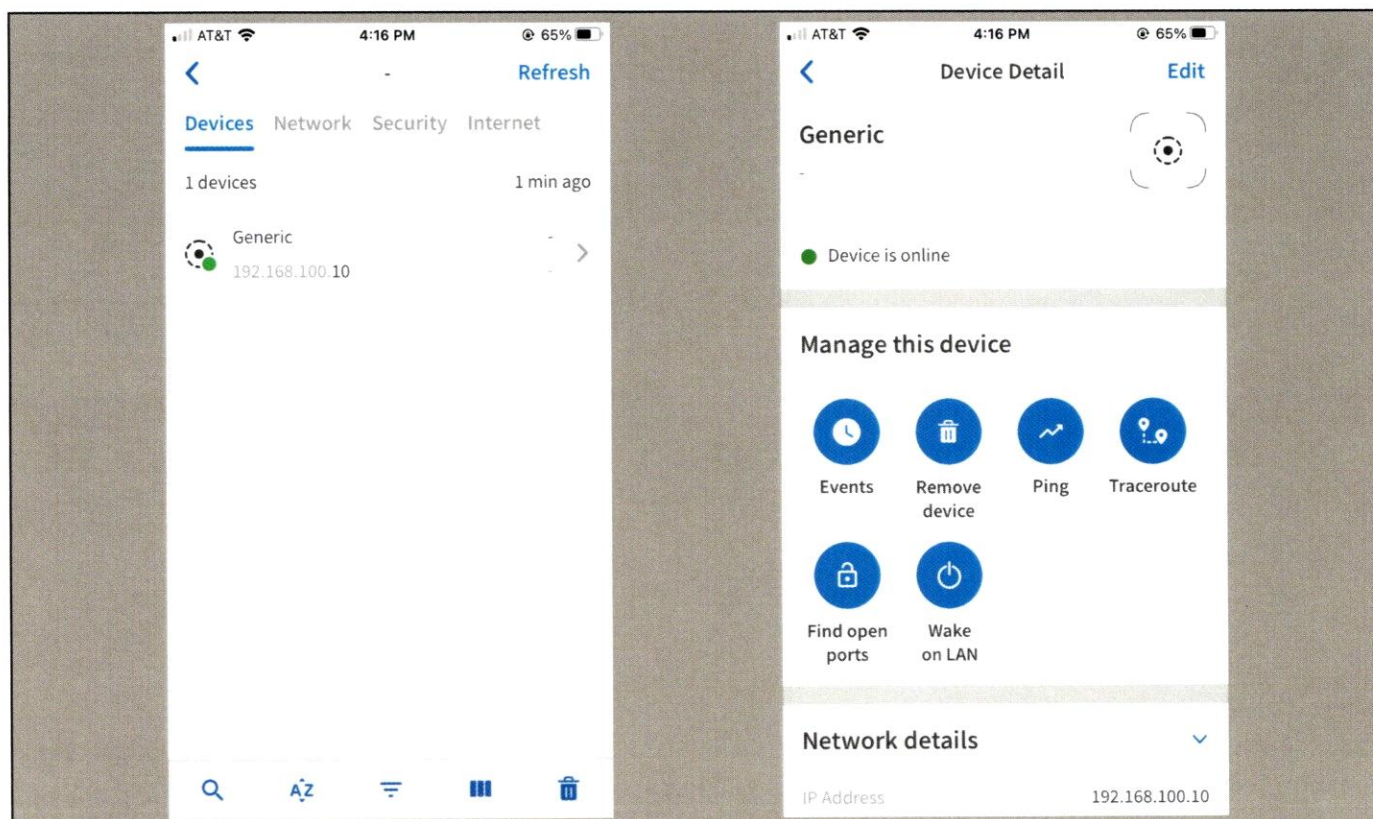 AT&T 4:16 PM 65%
- Refresh
Devices Network Security Internet
1 devices 1 min ago
Generic -
192.168.100.10 -
AT&T 4:16 PM 65%
Device Detail Edit
Generic
-
Device is online
Manage this device
Events Remove device Ping Traceroute
Find open ports Wake on LAN
Network details
IP Address 192.168.100.10
AZ